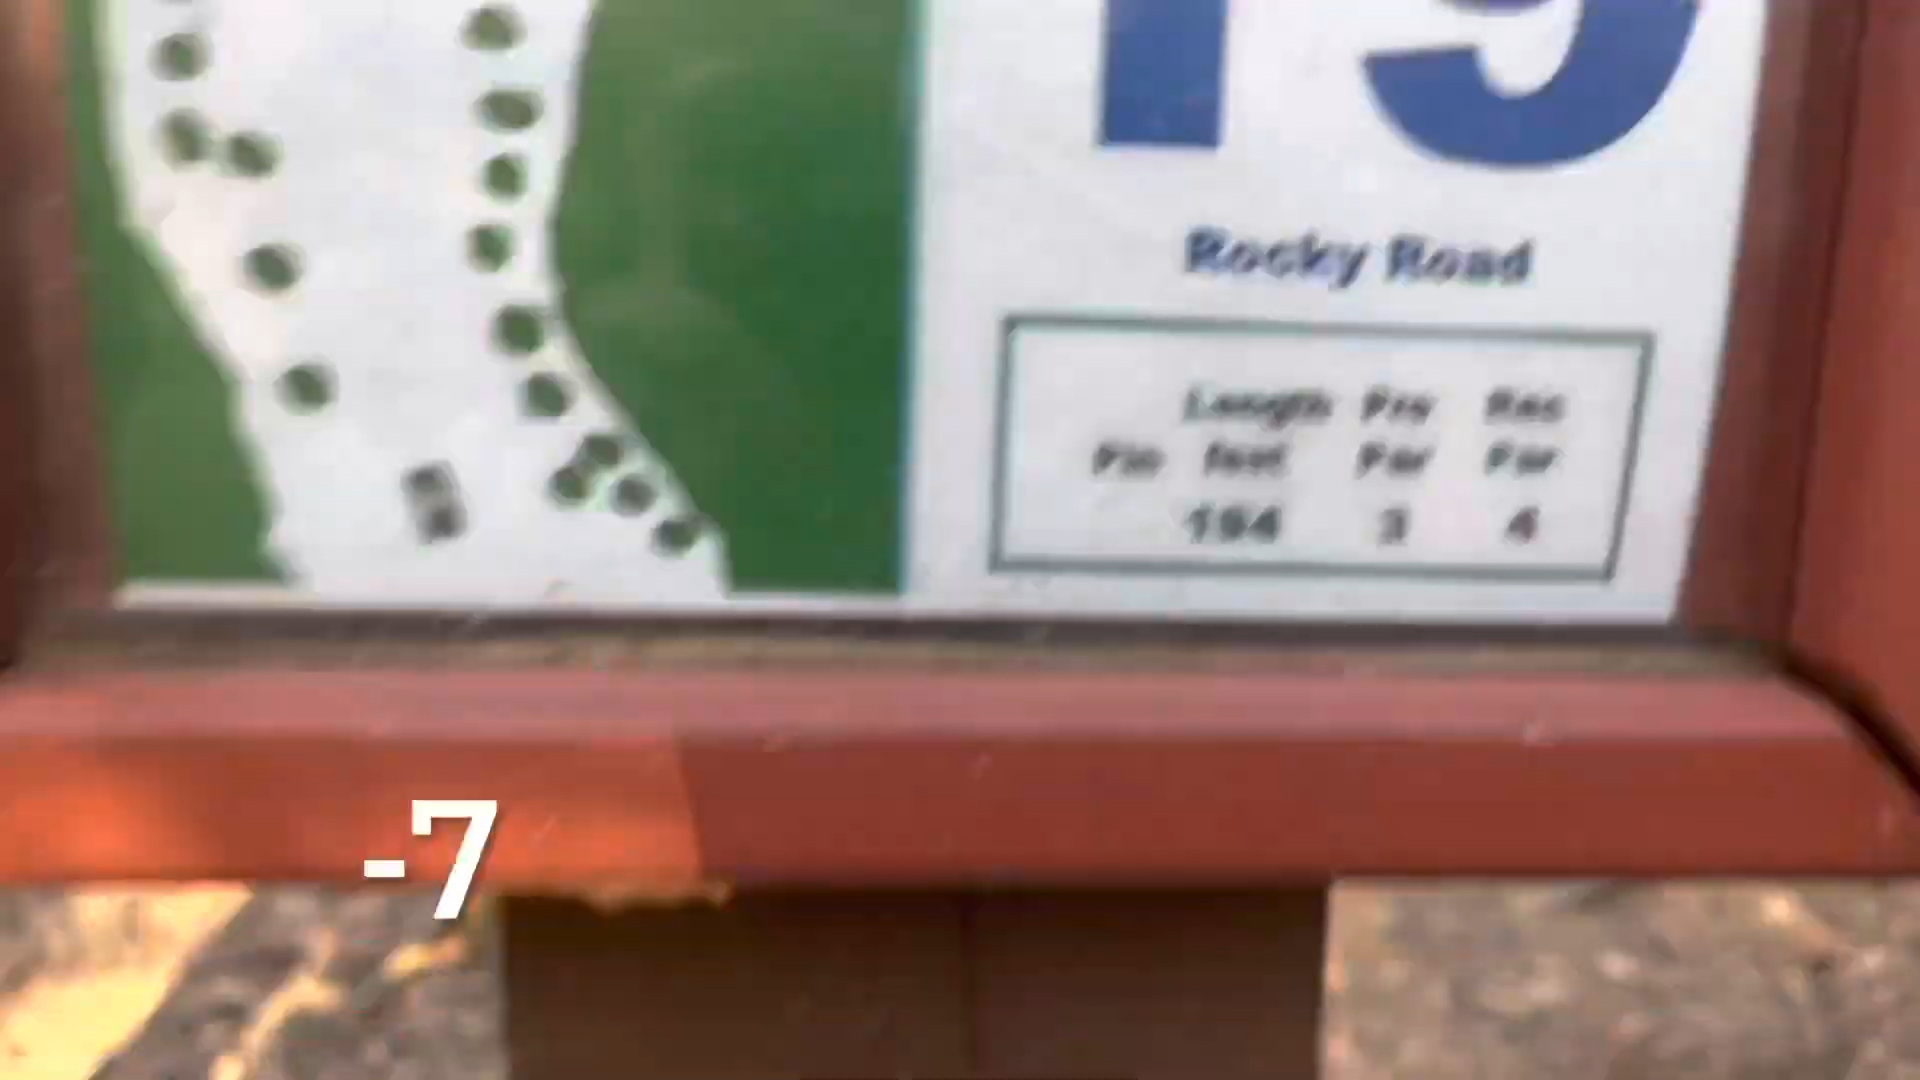 19
Rocky Road
Length Pro Rec
Pin feet Par Par
194 3 4
-7